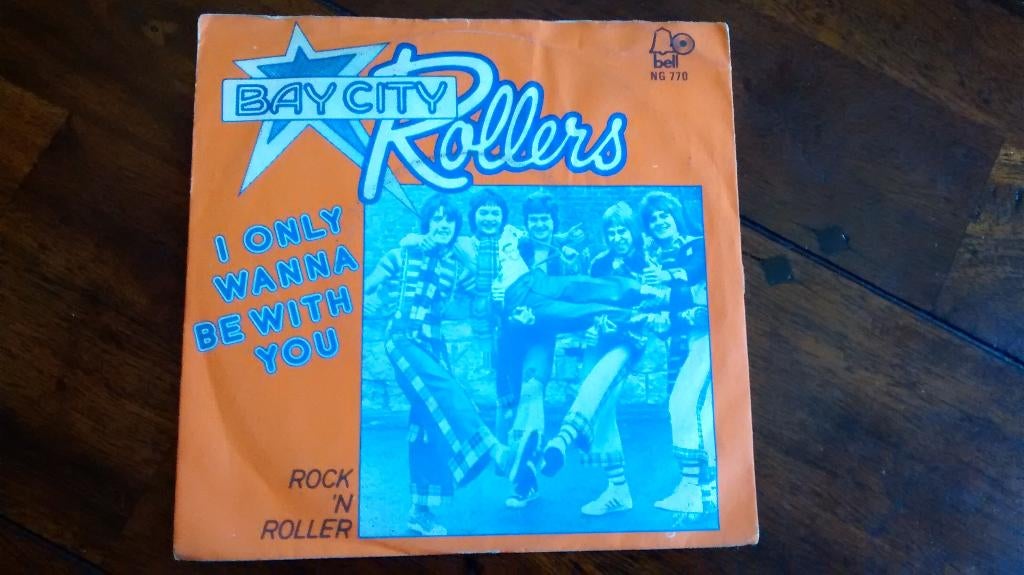 BAY CITY
Rollers
bell
NG 770
I ONLY
WANNA
BE WITH
YOU
ROCK
'N
ROLLER